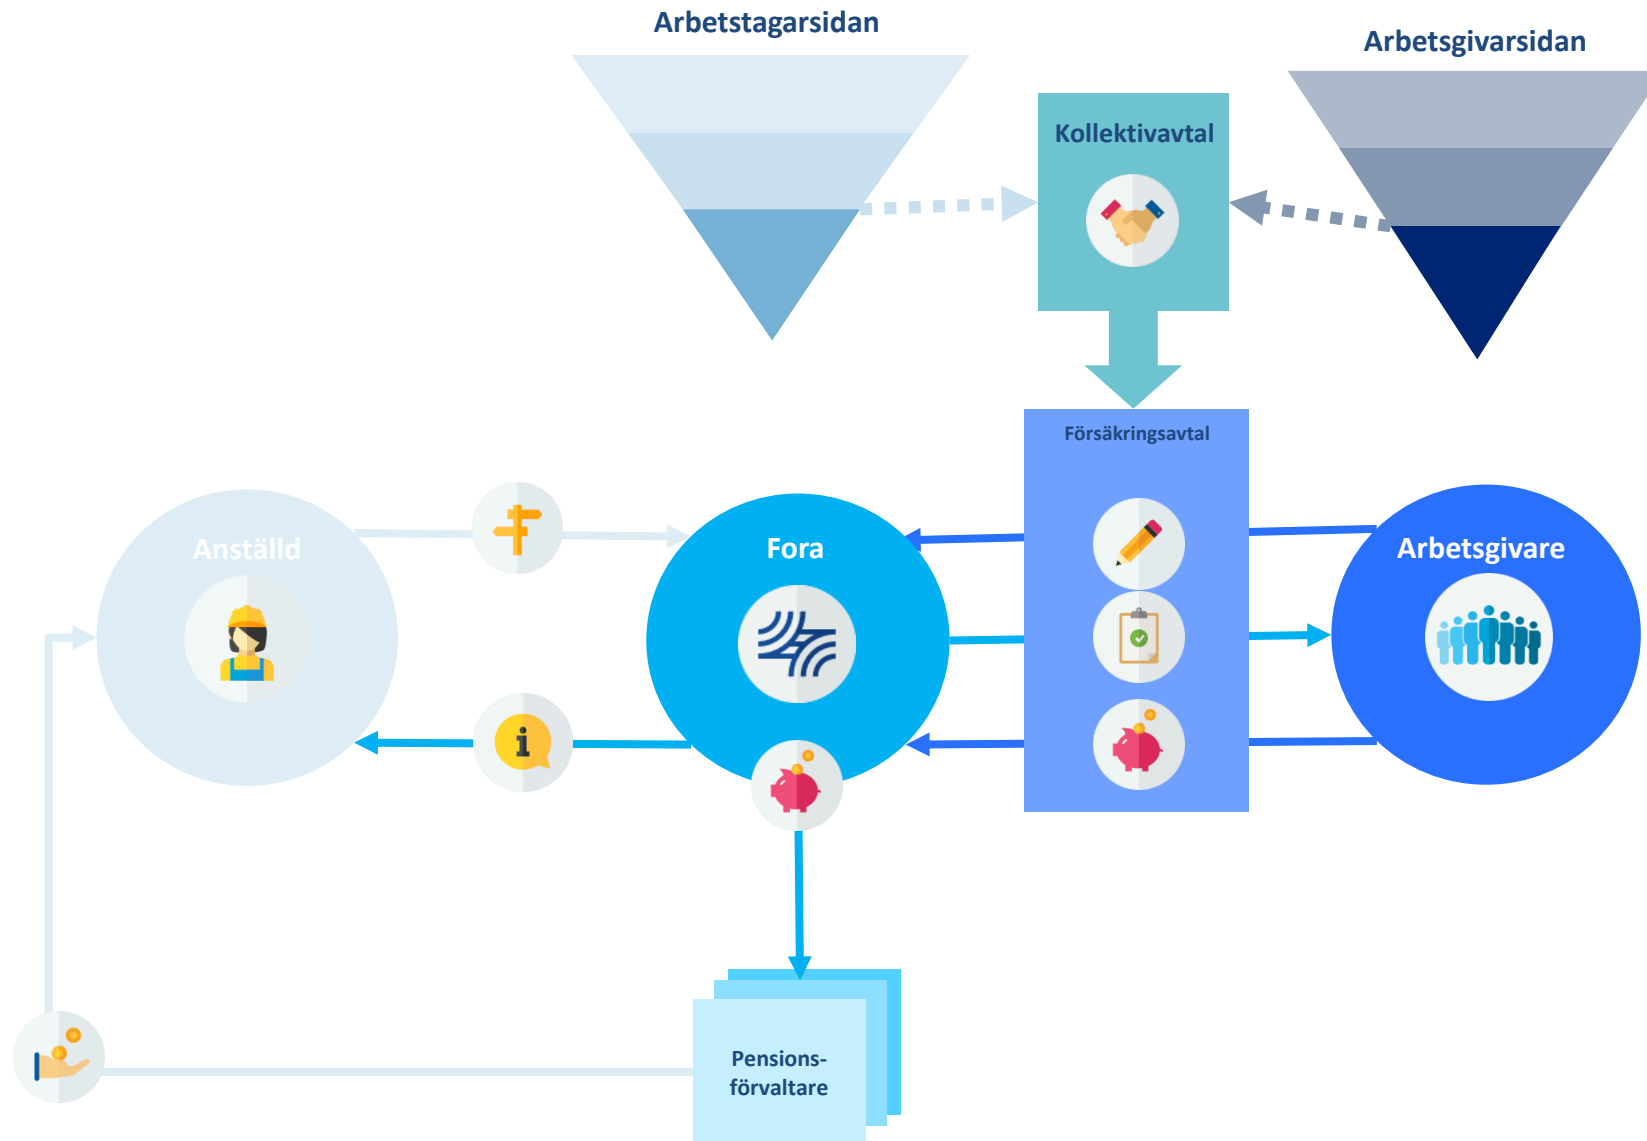 Arbetstagarsidan
Arbetsgivarsidan
Kollektivavtal
Försäkringsavtal
Anställd
Fora
Arbetsgivare
Pensions-
förvaltare